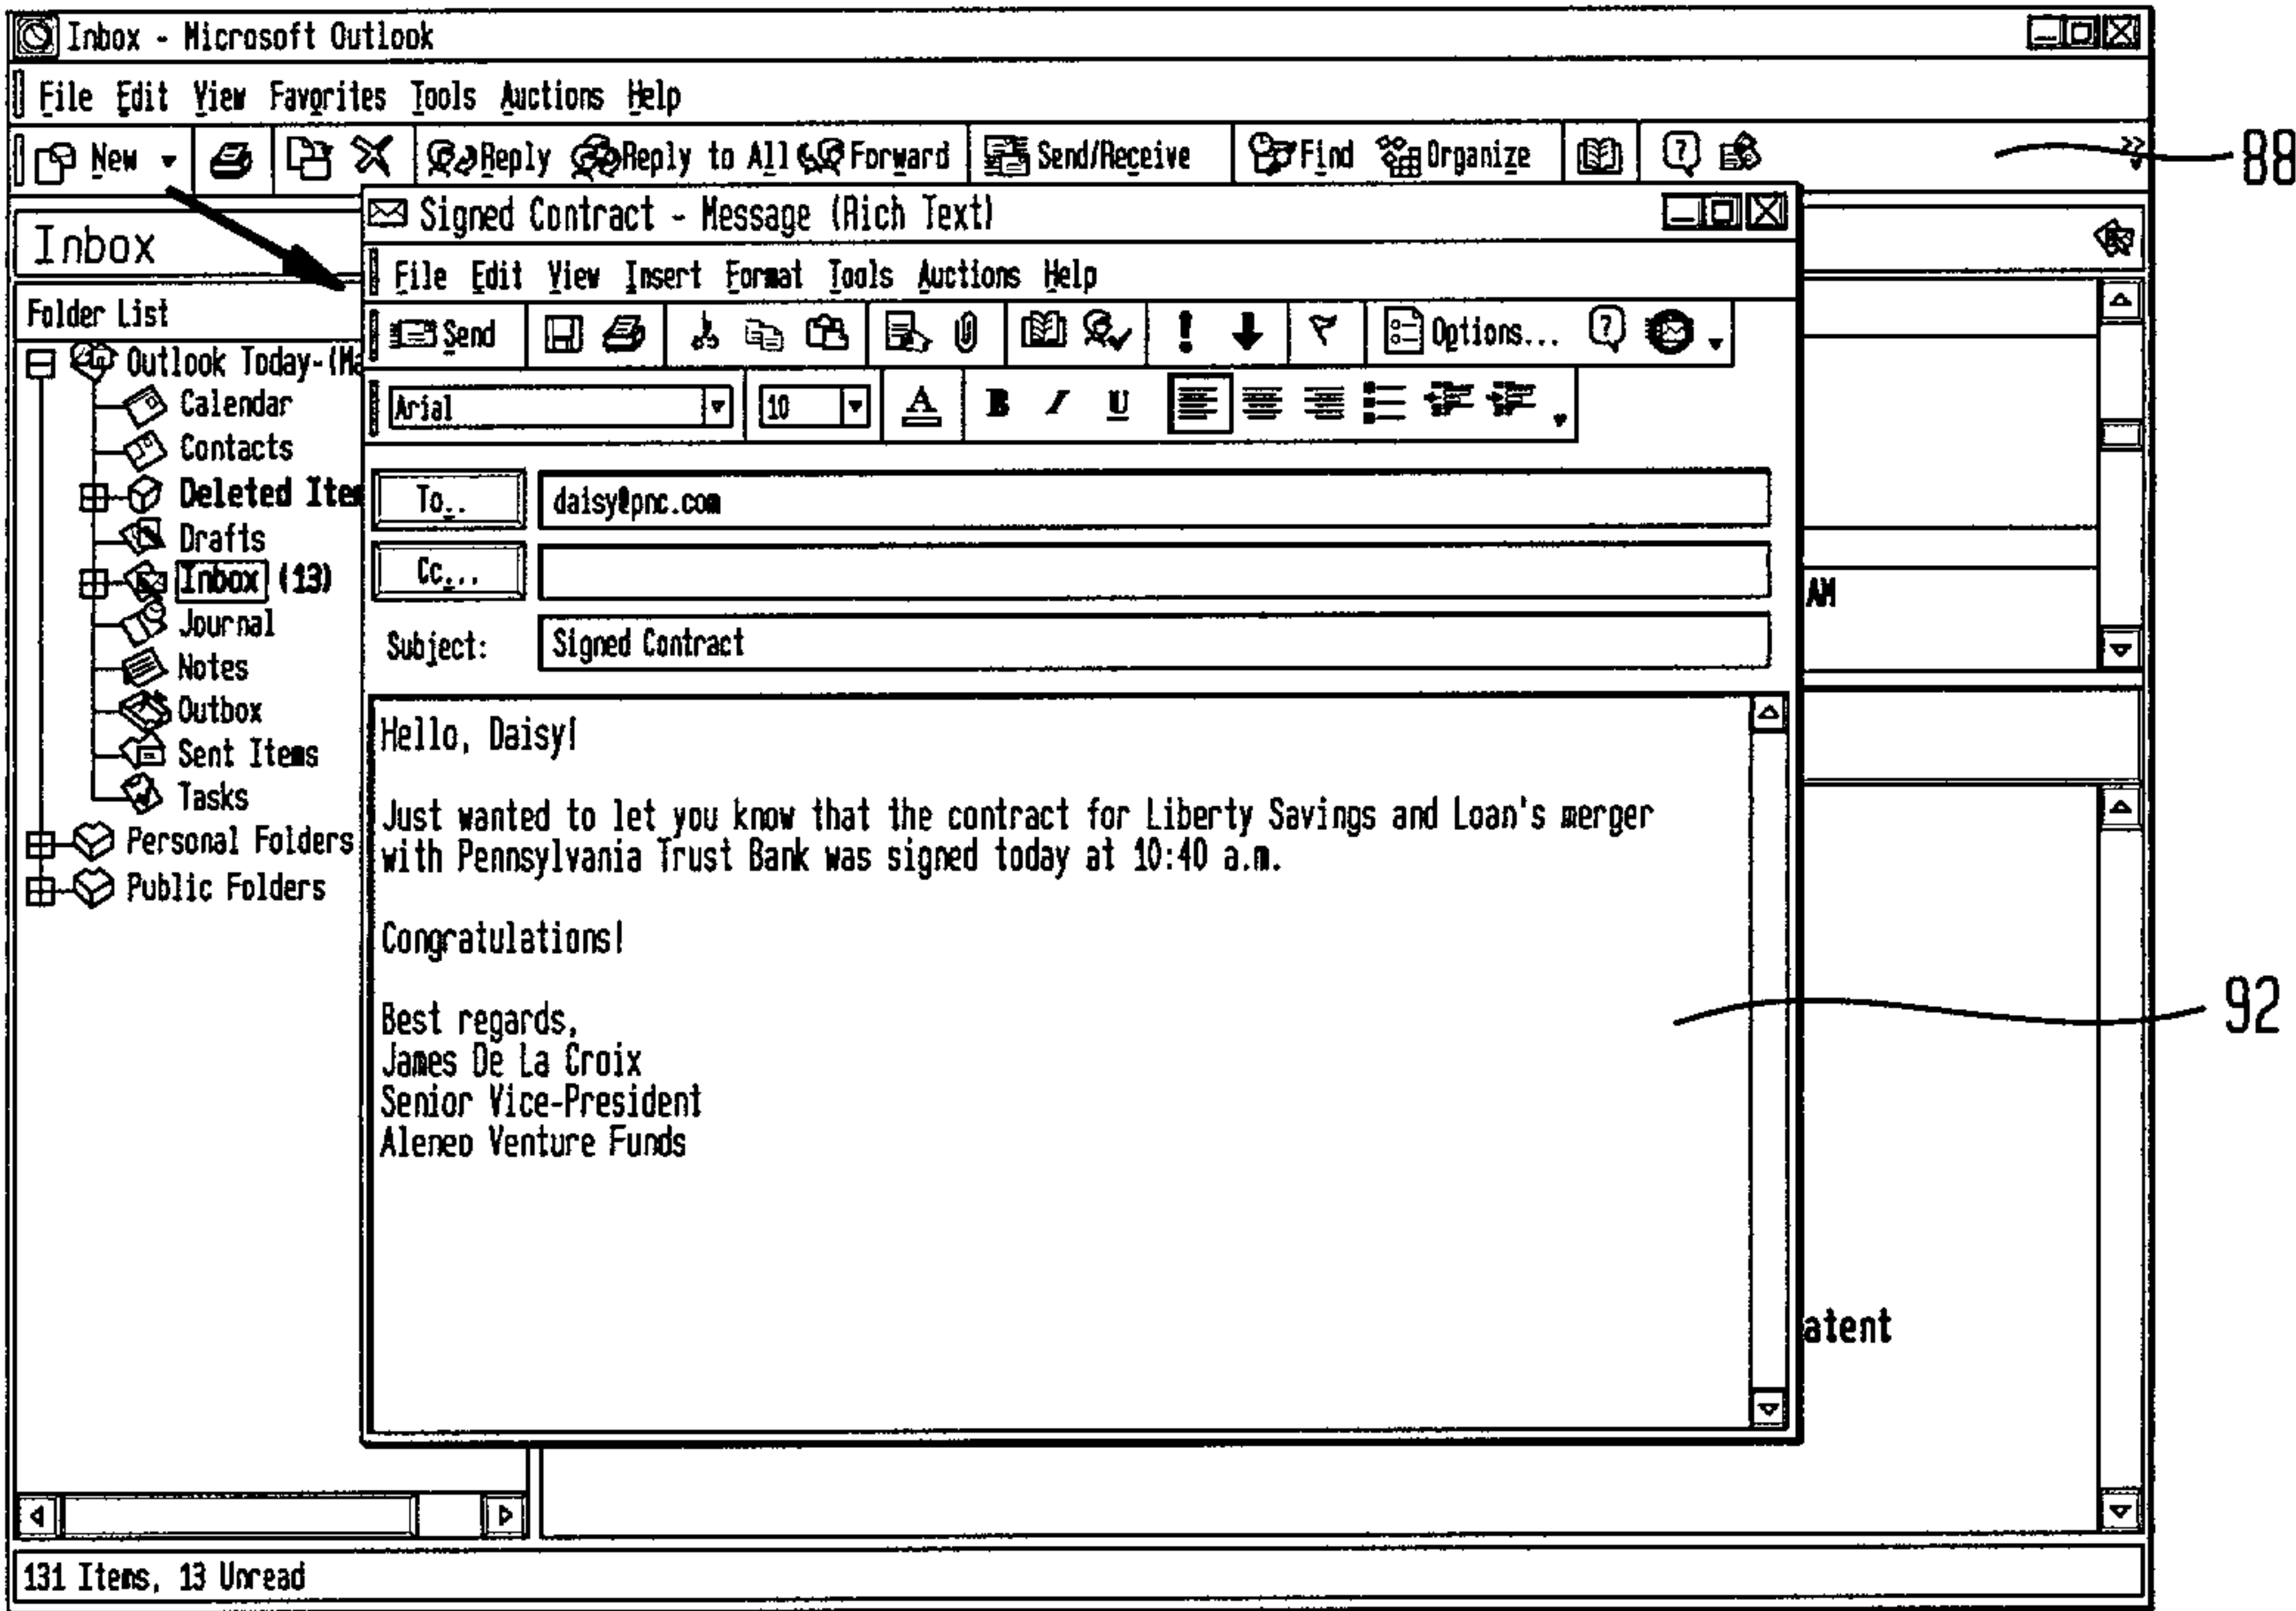 Inbox - Microsoft Outlook
File Edit View Favorites Tools Auctions Help
New Reply Reply to All Forward Send/Receive Find Organize
88
Signed Contract - Message (Rich Text)
Inbox
File Edit View Insert Format Tools Auctions Help
Folder List
Send Options...
Outlook Today-(Ma
Calendar
Arial 10 A B I U
Contacts
Deleted Item
To... daisy@pnc.com
Drafts
Cc...
Inbox (13)
AM
Journal
Subject: Signed Contract
Notes
Outbox
Sent Items
Tasks
Personal Folders
Public Folders
Hello, Daisy!
Just wanted to let you know that the contract for Liberty Savings and Loan's merger
with Pennsylvania Trust Bank was signed today at 10:40 a.m.
Congratulations!
Best regards,
James De La Croix
Senior Vice-President
Aleneo Venture Funds
92
atent
131 Items, 13 Unread